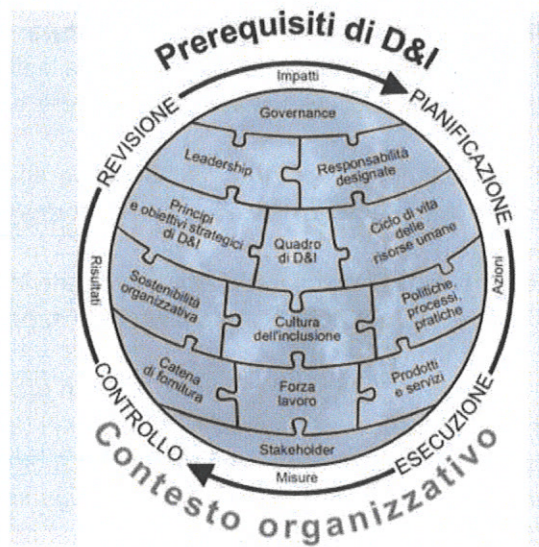 Prerequisiti di D&I
Impatti
REVISIONE
PIANIFICAZIONE
Governance
Leadership
Responsabilità
designate
Principi
e obiettivi strategici
di D&I
Quadro
di D&I
Ciclo di vita
delle
risorse umane
Risultati
Azioni
Sostenibilità
organizzativa
Cultura
dell'inclusione
Politiche,
processi,
pratiche
Catena
di fornitura
Forza
lavoro
Prodotti
e servizi
Stakeholder
CONTROLLO
ESECUZIONE
Misure
Contesto organizzativo